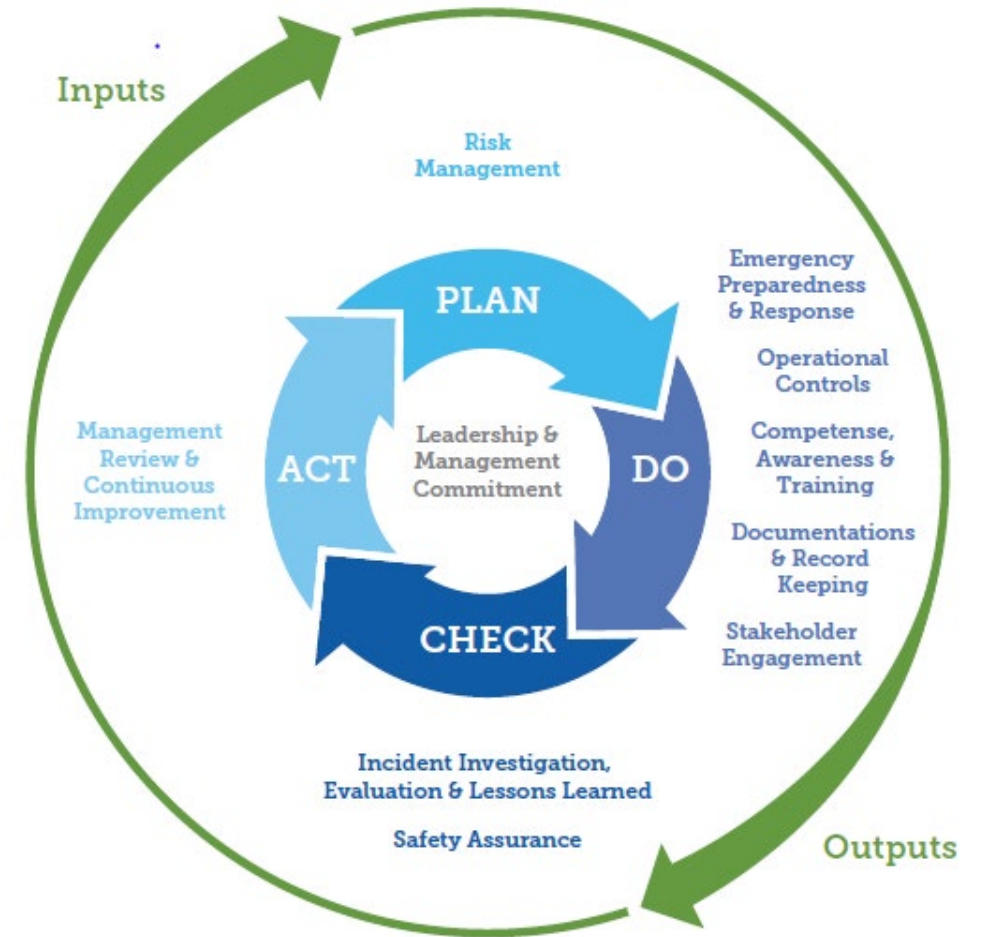 Inputs
Risk
Management
PLAN
Emergency
Preparedness
& Response
Operational
Controls
Competense,
Awareness &
Training
Documentations
& Record
Keeping
Stakeholder
Engagement
DO
Leadership &
Management
Commitment
ACT
Management
Review &
Continuous
Improvement
CHECK
Incident Investigation,
Evaluation & Lessons Learned
Safety Assurance
Outputs